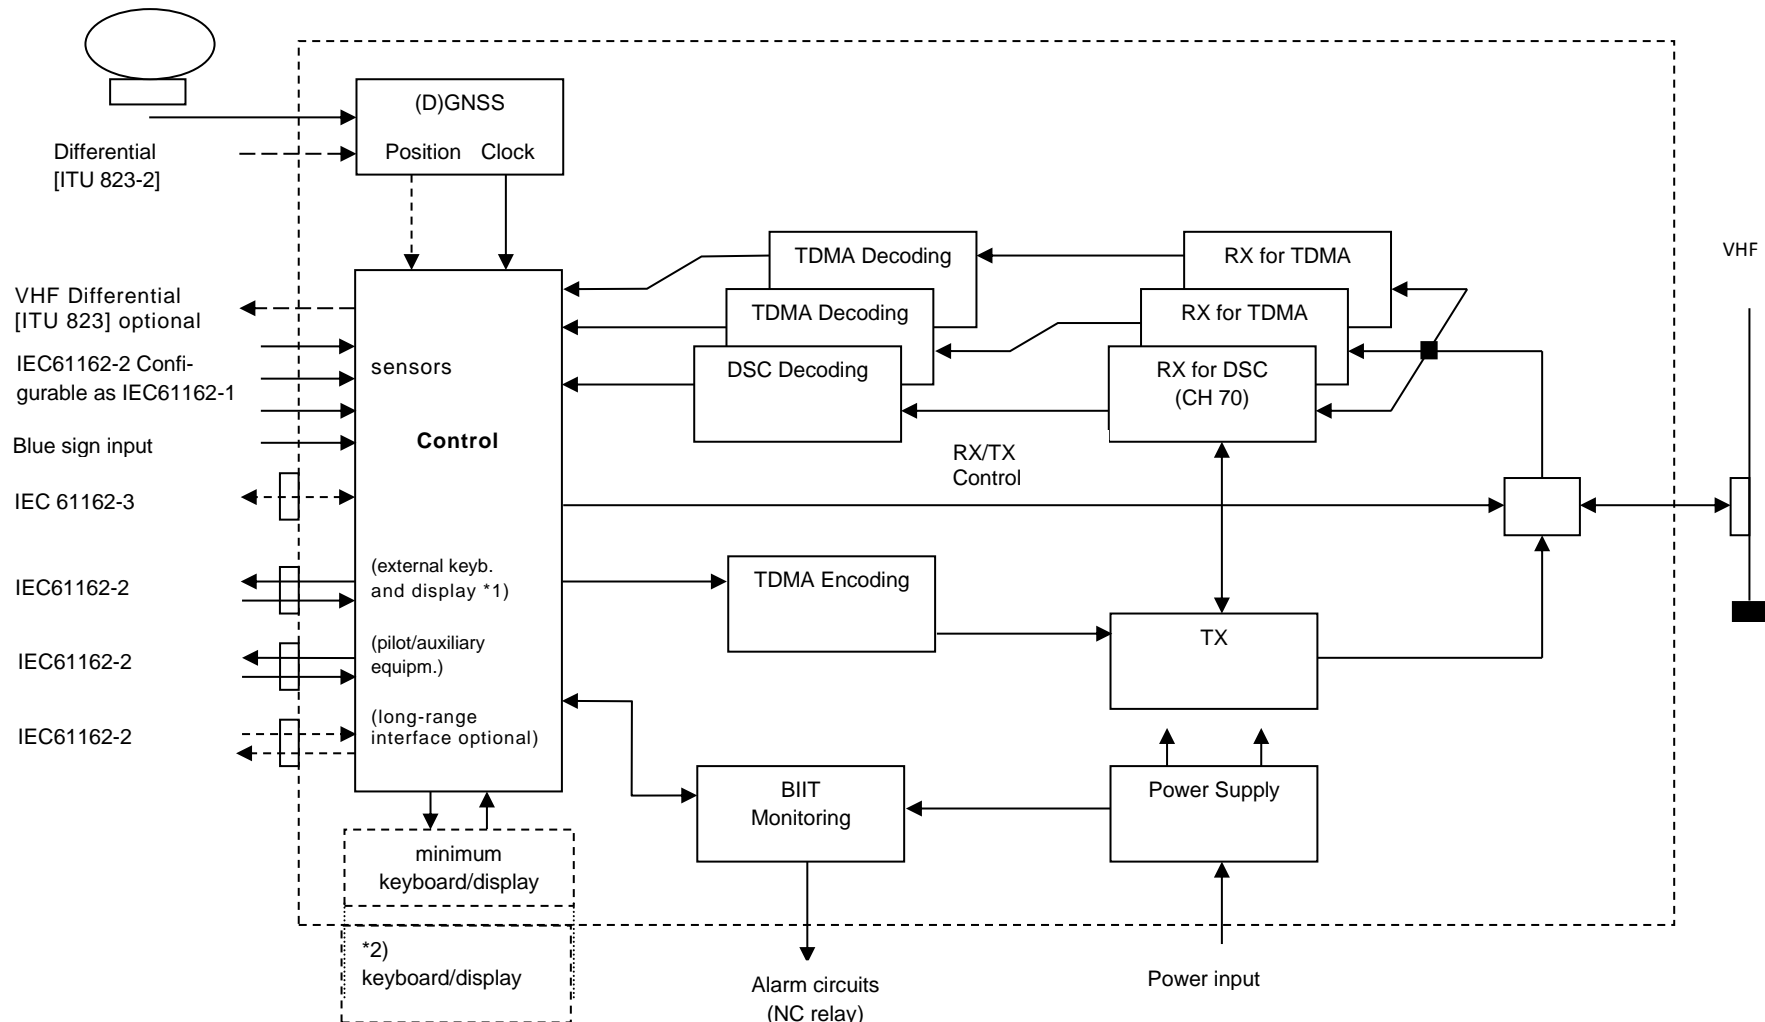 (D)GNSS
Position Clock
Differential
[ITU 823-2]
VHF Differential
[ITU 823] optional
IEC61162-2 Confi-
gurable as IEC61162-1
Blue sign input
IEC 61162-3
IEC61162-2
IEC61162-2
IEC61162-2
sensors
Control
(external keyb.
and display *1)
(pilot/auxiliary
equipm.)
(long-range
interface optional)
minimum
keyboard/display
*2)
keyboard/display
TDMA Decoding
TDMA Decoding
DSC Decoding
RX for TDMA
RX for TDMA
RX for DSC
(CH 70)
RX/TX
Control
TDMA Encoding
TX
BIIT
Monitoring
Power Supply
Alarm circuits
(NC relay)
Power input
VHF